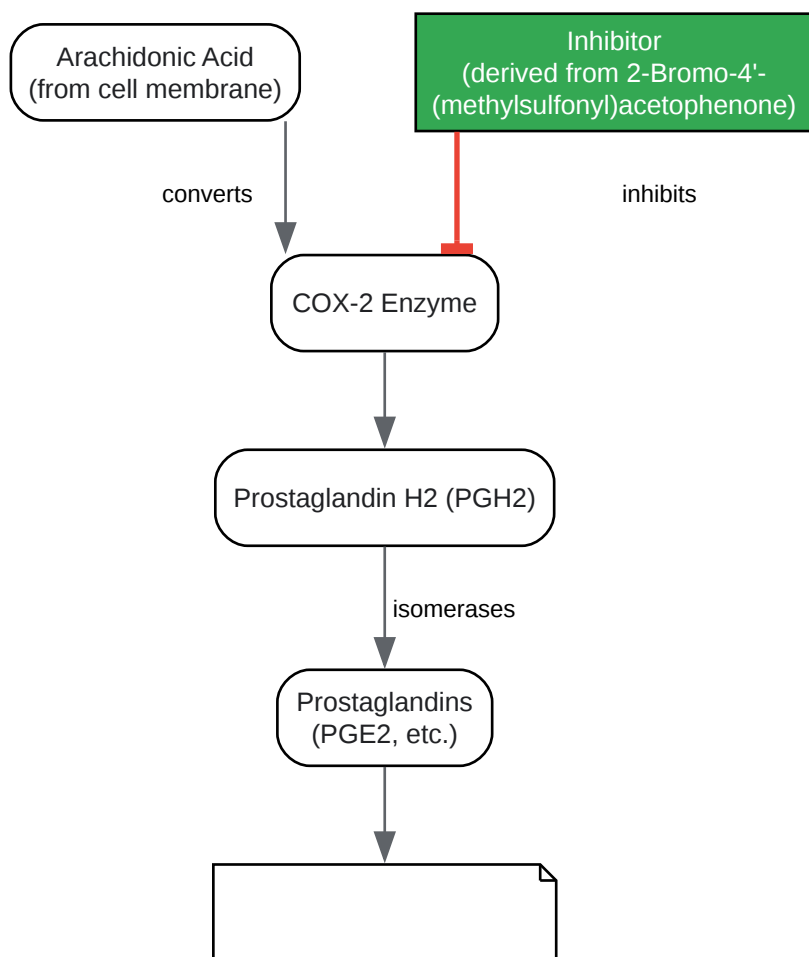 Arachidonic Acid
(from cell membrane)
Inhibitor
(derived from 2-Bromo-4'-
(methylsulfonyl)acetophenone)
converts
inhibits
COX-2 Enzyme
Prostaglandin H2 (PGH2)
isomerases
Prostaglandins
(PGE2, etc.)